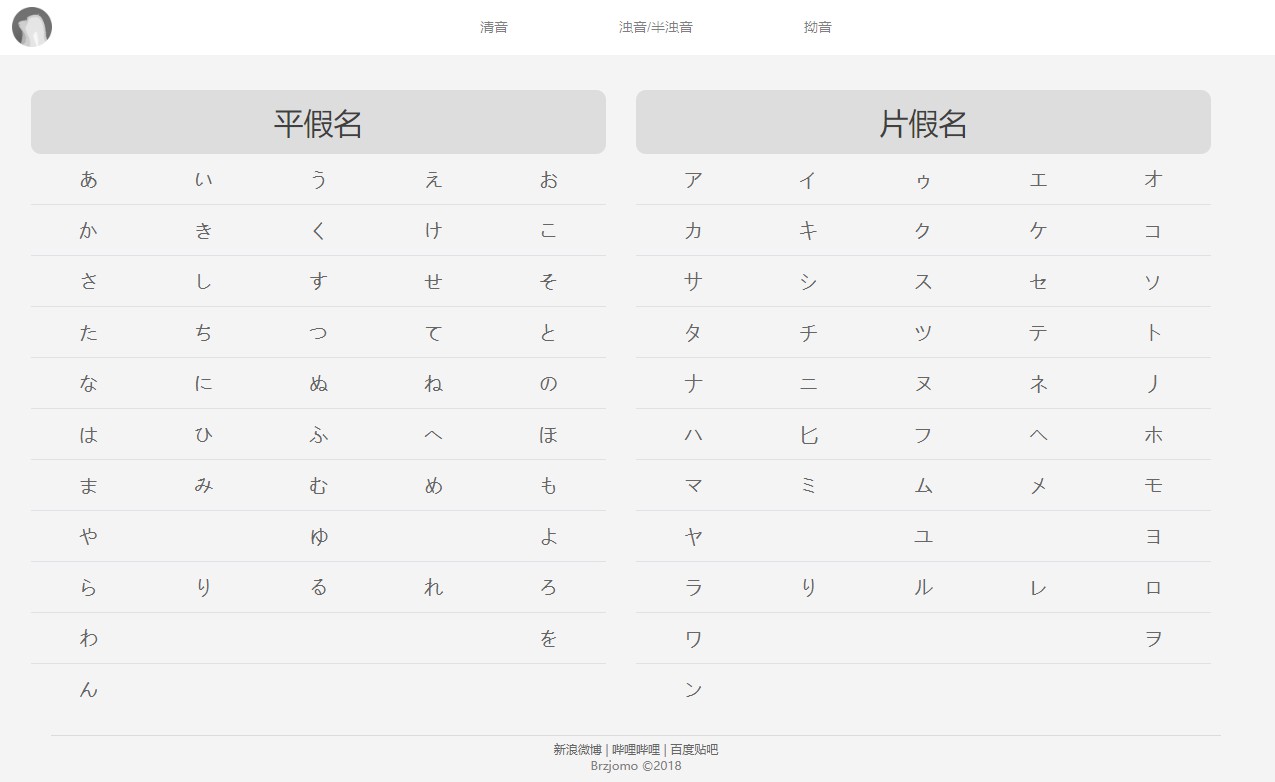 清音 浊音/半浊音 拗音
平假名 片假名
あ い う え お ア イ ゥ エ オ
か き く け こ カ キ ク ケ コ
さ し す せ そ サ シ ス セ ソ
た ち つ て と タ チ ツ テ ト
な に ぬ ね の ナ ニ ヌ ネ 丿
は ひ ふ へ ほ ハ 匕 フ ヘ ホ
ま み む め も マ ミ ム メ モ
や ゆ よ ヤ ユ ヨ
ら り る れ ろ ラ り ル レ ロ
わ を ワ ヲ
ん ン
新浪微博 | 哔哩哔哩 | 百度贴吧
Brzjomo ©2018